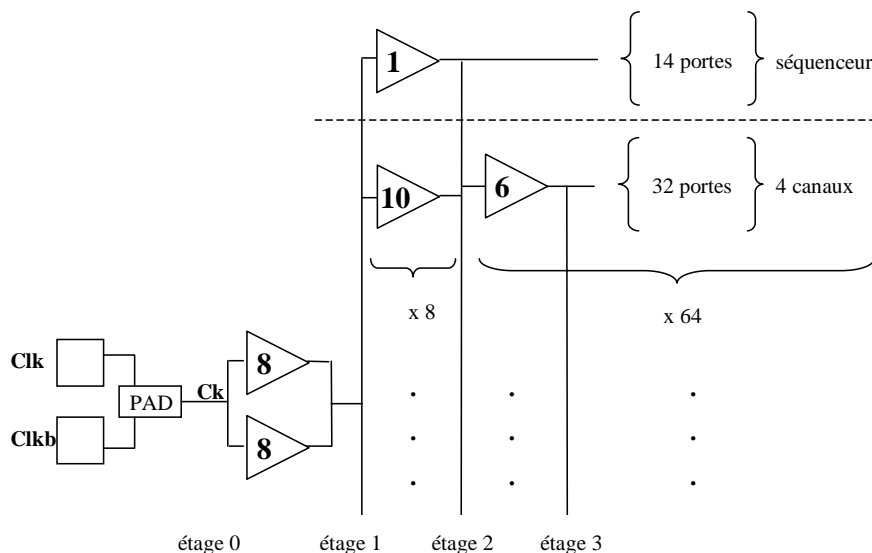 1
14 portes
séquenceur
10
6
32 portes
4 canaux
x 8
x 64
Clk
8
PAD
Ck
Clkb
8
étage 0
étage 1
étage 2
étage 3